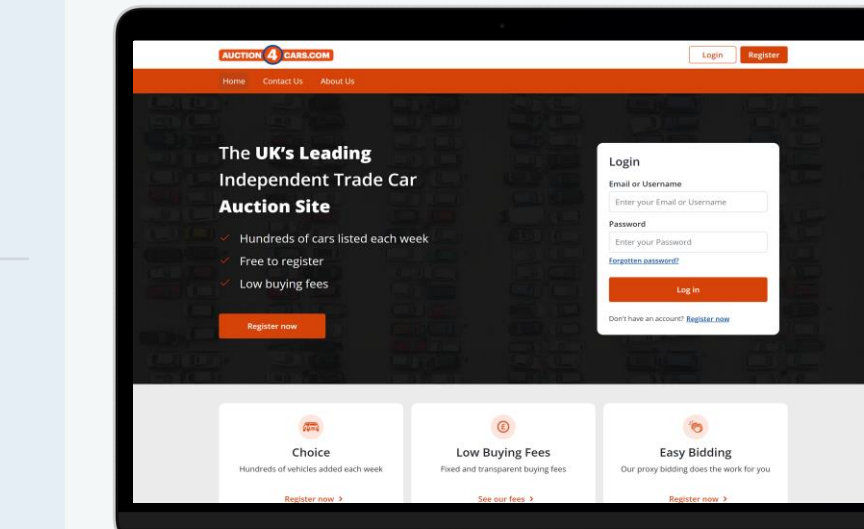 AUCTION 4 CARS.COM
Login
Register
Home
Contact Us
About Us
The UK's Leading
Independent Trade Car
Auction Site
Hundreds of cars listed each week
Free to register
Low buying fees
Register now
Login
Email or Username
Enter your Email or Username
Password
Enter your Password
Forgotten password?
Log in
Don't have an account? Register now
Choice
Hundreds of vehicles added each week
Register now >
Low Buying Fees
Fixed and transparent buying fees
See our fees >
Easy Bidding
Our proxy bidding does the work for you
Register now >